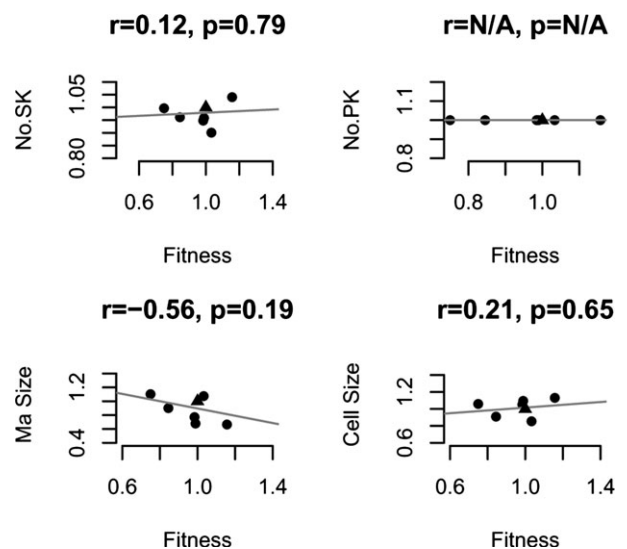 r=0.12, p=0.79
No.SK
0.80 1.05
0.6 1.0 1.4
Fitness
r=N/A, p=N/A
No.PK
0.8 1.1
0.8 1.0
Fitness
r=−0.56, p=0.19
Ma Size
0.4 1.2
0.6 1.0 1.4
Fitness
r=0.21, p=0.65
Cell Size
0.6 1.2
0.6 1.0 1.4
Fitness